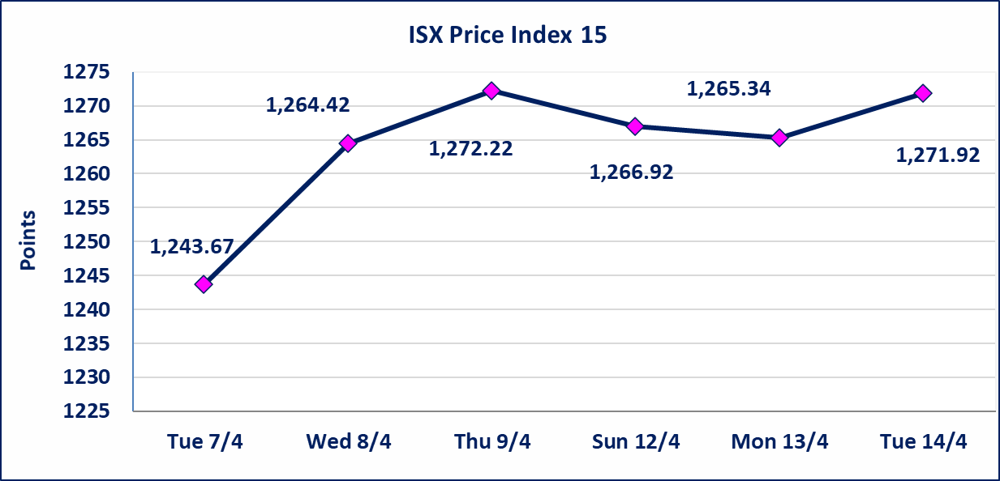 ISX Price Index 15
Points
1275
1270
1265
1260
1255
1250
1245
1240
1235
1230
1225
1,243.67
1,264.42
1,272.22
1,266.92
1,265.34
1,271.92
Tue 7/4
Wed 8/4
Thu 9/4
Sun 12/4
Mon 13/4
Tue 14/4